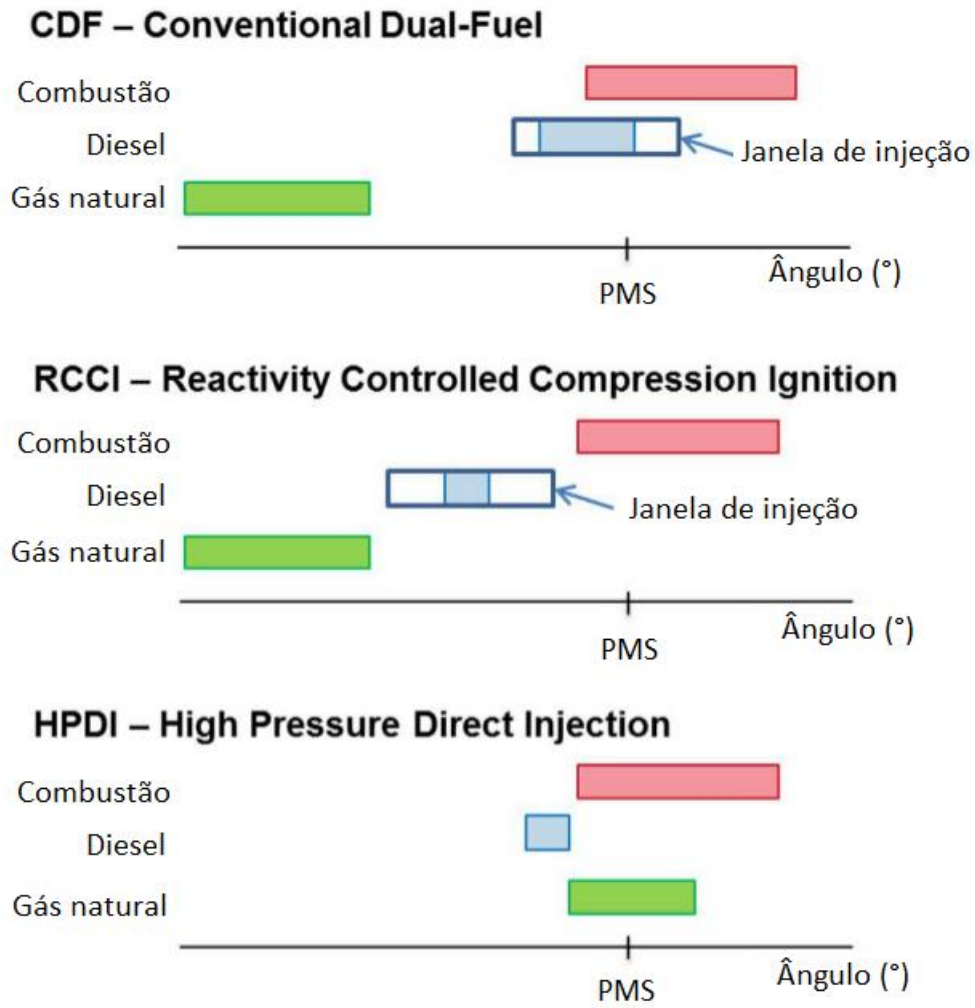 CDF – Conventional Dual-Fuel
Combustão
Diesel
Janela de injeção
Gás natural
Ângulo (°)
PMS
RCCI – Reactivity Controlled Compression Ignition
Combustão
Diesel
Janela de injeção
Gás natural
Ângulo (°)
PMS
HPDI – High Pressure Direct Injection
Combustão
Diesel
Gás natural
Ângulo (°)
PMS